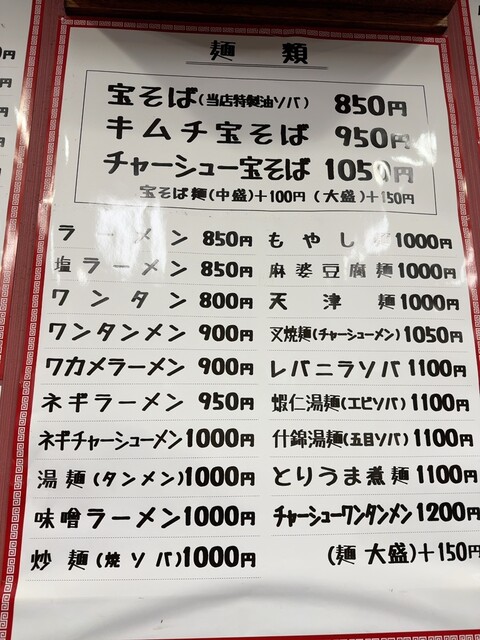 麺類
宝そば(当店特製油ソバ) 850円
キムチ宝そば 950円
チャーシュー宝そば 1050円
宝そば麺(中盛)+100円 (大盛)+150円
ラーメン 850円
塩ラーメン 850円
ワンタン 800円
ワンタンメン 900円
ワカメラーメン 900円
ネギラーメン 950円
ネギチャーシューメン 1000円
湯麺(タンメン) 1000円
味噌ラーメン 1000円
炒麺(焼ソバ) 1000円
もやし 1000円
麻婆豆腐麺 1000円
天津麺 1000円
叉焼麺(チャーシューメン) 1050円
レバニラソバ 1100円
蝦仁湯麺(エビソバ) 1100円
什錦湯麺(五目ソバ) 1100円
とりうま煮麺 1100円
チャーシューワンタンメン 1200円
(麺大盛)+150円